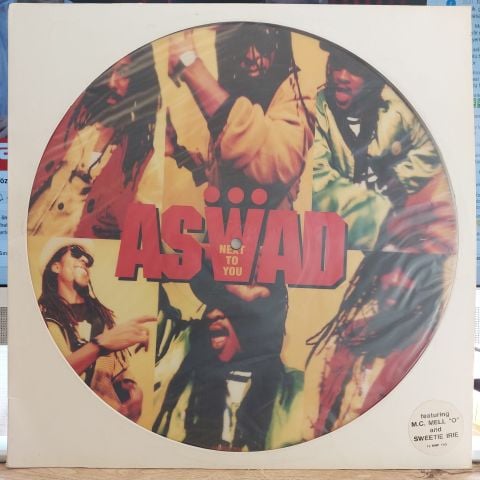 ASWAD
NEXT
TO
YOU
featuring
M.C. MELL "O"
and
SWEETIE IRIE